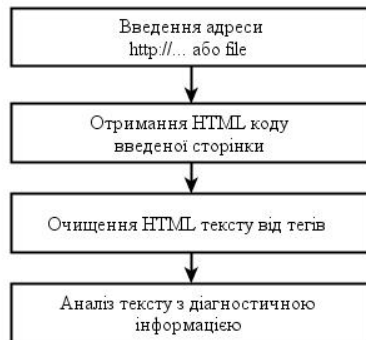 Введення адреси
http://... або file
Отримання HTML коду
введеної сторінки
Очищення HTML тексту від тегів
Аналіз тексту з діагностичною
інформацією